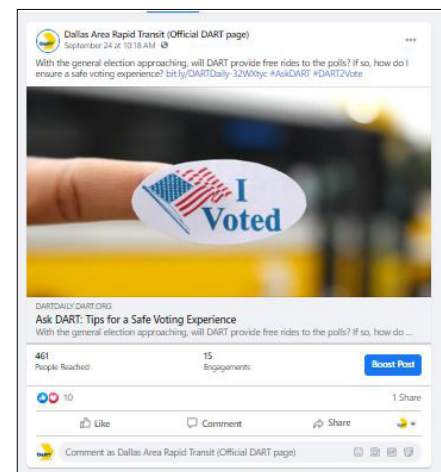 Dallas Area Rapid Transit (Official DART page)
September 24 at 10:18 AM
With the general election approaching, will DART provide free rides to the polls? If so, how do I
ensure a safe voting experience? bit.ly/DARTDaily-32WXtyc #AskDART #DART2Vote
I
Voted
DARTDAILY.DART.ORG
Ask DART: Tips for a Safe Voting Experience
With the general election approaching, will DART provide free rides to the polls? If so, how do ...
461
People Reached
15
Engagements
Boost Post
10
1 Share
Like
Comment
Share
Comment as Dallas Area Rapid Transit (Official DART page)